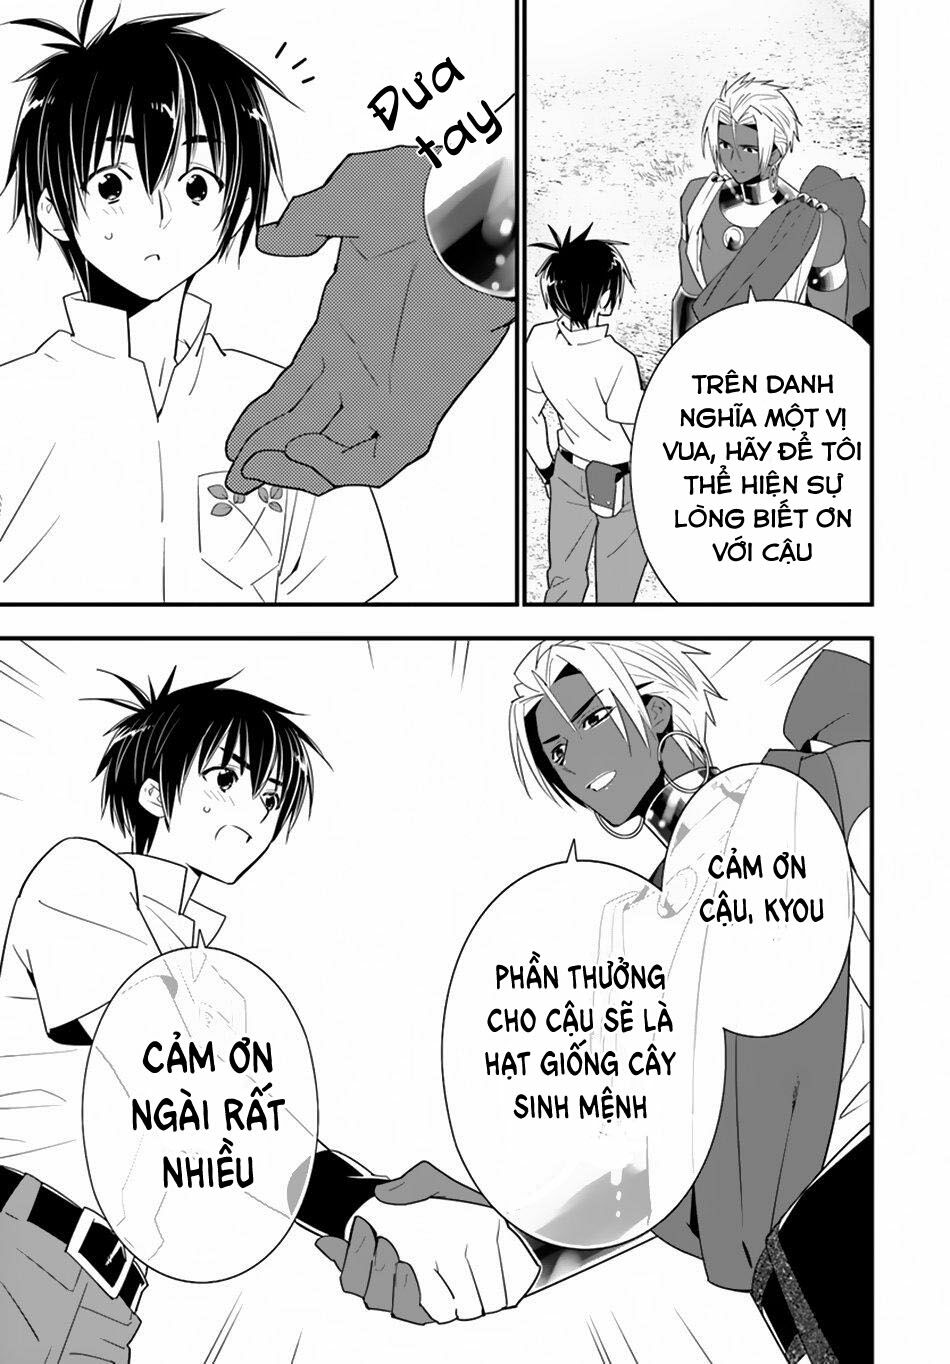 TRÊN DANH
NGHĨA MỘT VỊ
VUA, HÃY ĐỂ TÔI
THỂ HIỆN SỰ
LÒNG BIẾT ƠN
VỚI CẬU
Đưa
tay
CẢM ƠN
CẬU, KYOU
PHẦN THƯỞNG
CHO CẬU SẼ LÀ
HẠT GIỐNG CÂY
SINH MỆNH
CẢM ƠN
NGÀI RẤT
NHIỀU